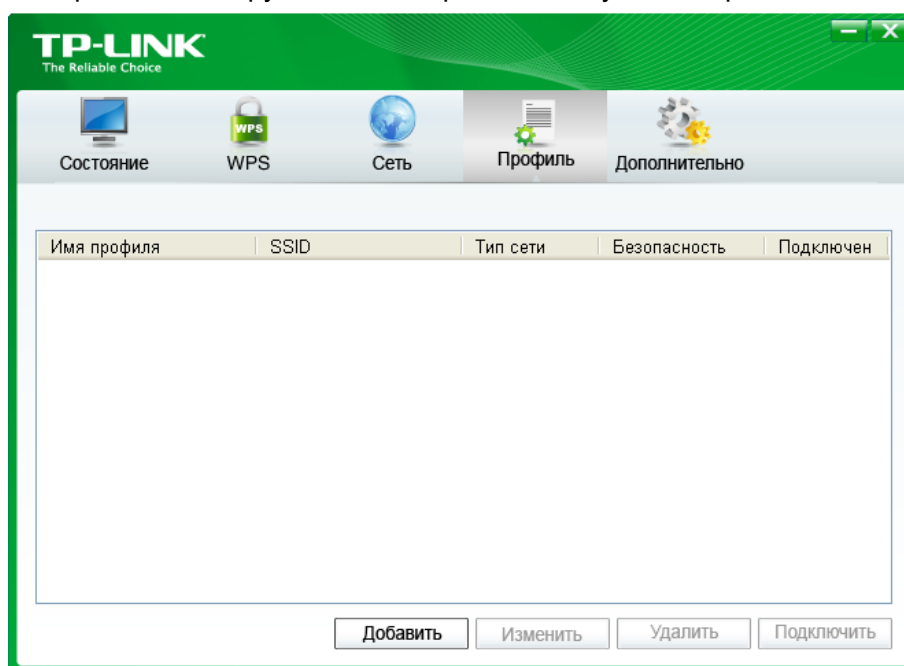 TP-LINK
The Reliable Choice
WPS
Состояние WPS Сеть Профиль Дополнительно
Имя профиля SSID Тип сети Безопасность Подключен
Добавить Изменить Удалить Подключить